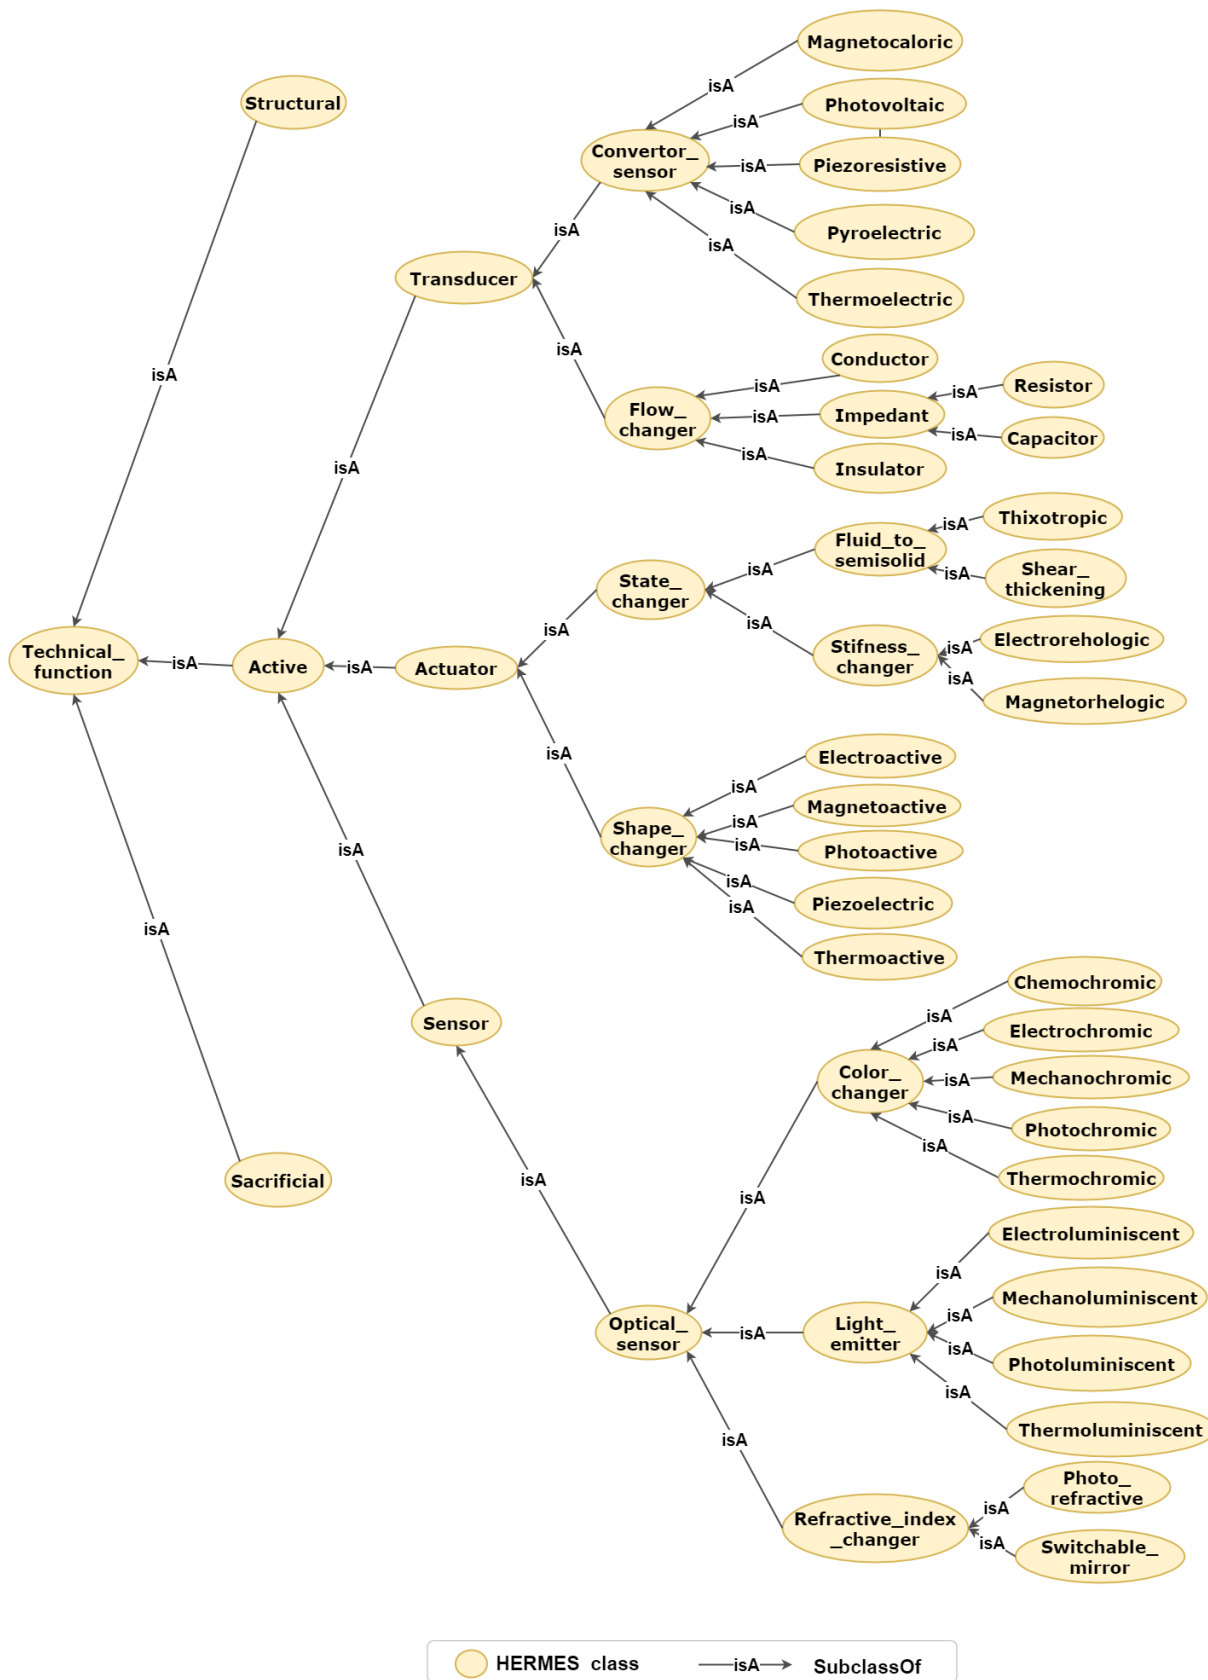 Magnetocaloric
isA
Structural
Photovoltaic
isA
Convertor_
sensor
isA
Piezoresistive
isA
Pyroelectric
isA
isA
Transducer
Thermoelectric
isA
Conductor
isA
isA
Resistor
isA
Flow_
changer
isA
Impedant
isA
Capacitor
isA
Insulator
isA
isA
Thixotropic
Fluid_to_
semisolid
isA
Shear_
thickening
isA
State_
changer
isA
isA
Stifness_
changer
isA
Electrorehologic
isA
Magnetorhelogic
Technical_
function
isA
Active
isA
Actuator
isA
Electroactive
isA
Magnetoactive
isA
Shape_
changer
isA
Photoactive
isA
Piezoelectric
isA
Thermoactive
isA
isA
Sensor
Chemochromic
isA
Electrochromic
isA
Color_
changer
isA
Mechanochromic
isA
Photochromic
isA
Thermochromic
Sacrificial
isA
isA
Electroluminiscent
isA
Mechanoluminiscent
isA
Optical_
sensor
isA
Light_
emitter
isA
Photoluminiscent
isA
Thermoluminiscent
isA
Photo_
refractive
isA
Refractive_index
_changer
isA
Switchable_
mirror
HERMES class
isA
SubclassOf